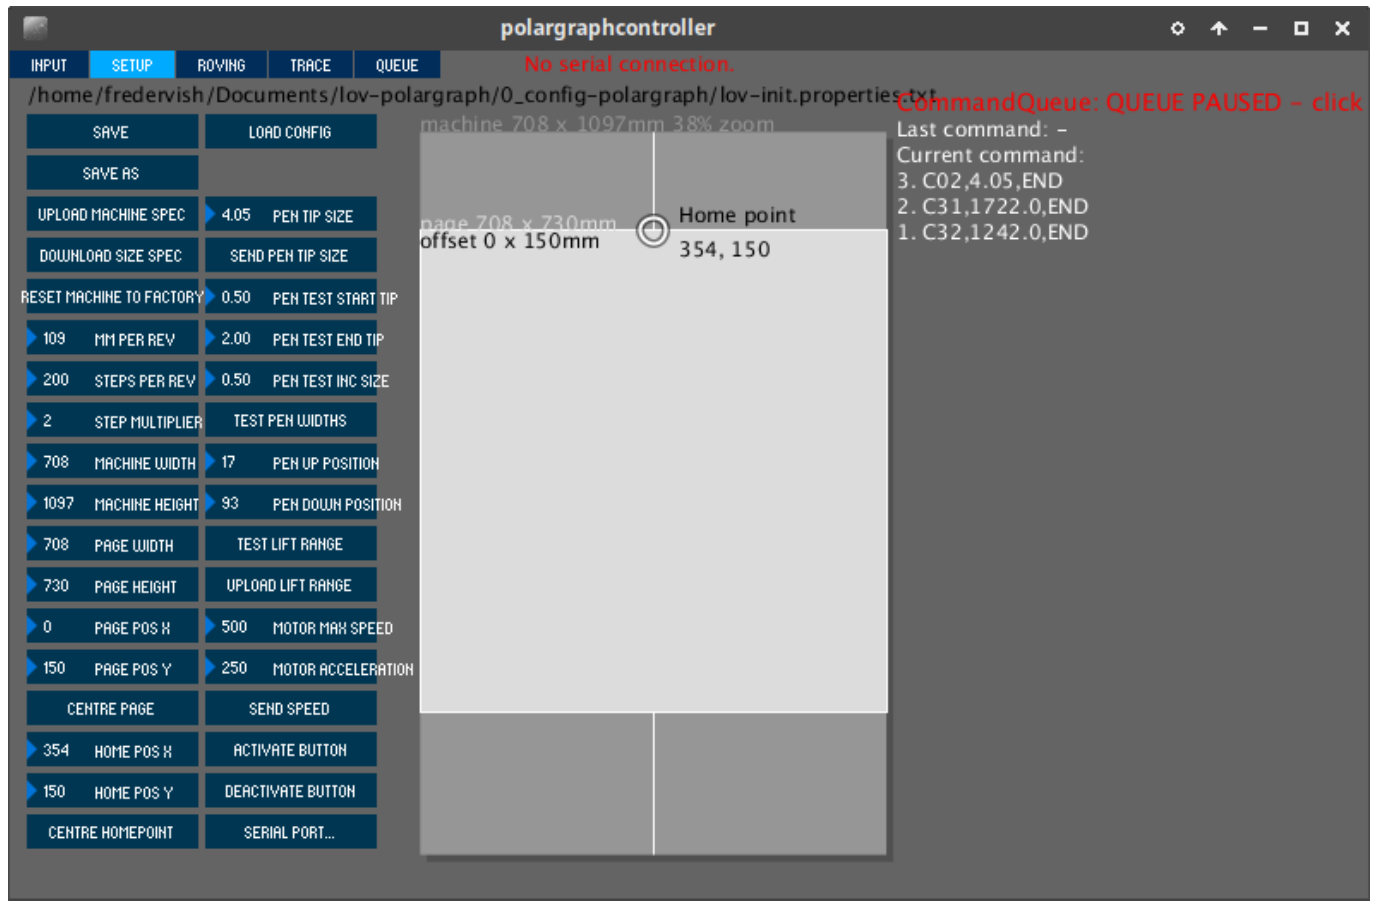 polargraphcontroller
INPUT SETUP ROVING TRACE QUEUE No serial connection.
/home/fredervish/Documents/lov-polargraph/0_config-polargraph/lov-init.properties.txt
CommandQueue: QUEUE PAUSED - click
SAVE LOAD CONFIG machine 708 x 1097mm 38% zoom Last command: -
Current command:
SAVE AS 3. C02,4.05,END
UPLOAD MACHINE SPEC 4.05 PEN TIP SIZE page 708 x 730mm Home point 2. C31,1722.0,END
offset 0 x 150mm 354, 150 1. C32,1242.0,END
DOWNLOAD SIZE SPEC SEND PEN TIP SIZE
RESET MACHINE TO FACTORY 0.50 PEN TEST START TIP
109 MM PER REV 2.00 PEN TEST END TIP
200 STEPS PER REV 0.50 PEN TEST INC SIZE
2 STEP MULTIPLIER TEST PEN WIDTHS
708 MACHINE WIDTH 17 PEN UP POSITION
1097 MACHINE HEIGHT 93 PEN DOWN POSITION
708 PAGE WIDTH TEST LIFT RANGE
730 PAGE HEIGHT UPLOAD LIFT RANGE
0 PAGE POS X 500 MOTOR MAX SPEED
150 PAGE POS Y 250 MOTOR ACCELERATION
CENTRE PAGE SEND SPEED
354 HOME POS X ACTIVATE BUTTON
150 HOME POS Y DEACTIVATE BUTTON
CENTRE HOMEPOINT SERIAL PORT...